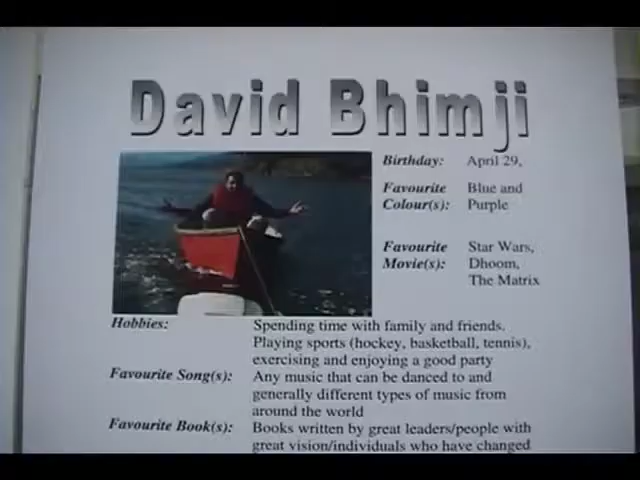 David Bhimji
Birthday: April 29,
Favourite Blue and
Colour(s): Purple
Favourite Star Wars,
Movie(s): Dhoom,
The Matrix
Hobbies: Spending time with family and friends.
Playing sports (hockey, basketball, tennis),
exercising and enjoying a good party
Favourite Song(s): Any music that can be danced to and
generally different types of music from
around the world
Favourite Book(s): Books written by great leaders/people with
great vision/individuals who have changed